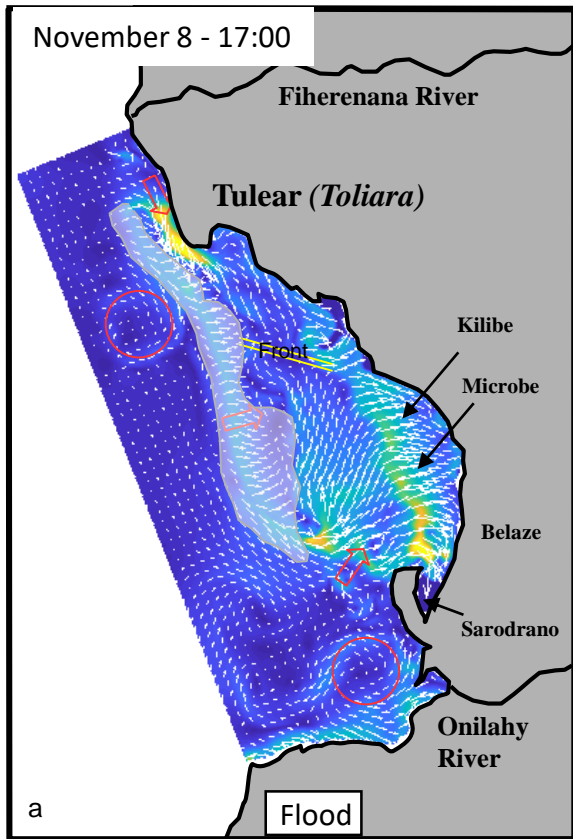 November 8 - 17:00
Fiherenana River
Tulear (Toliara)
Kilibe
Front
Microbe
Belaze
Sarodrano
Onilahy
River
a
Flood